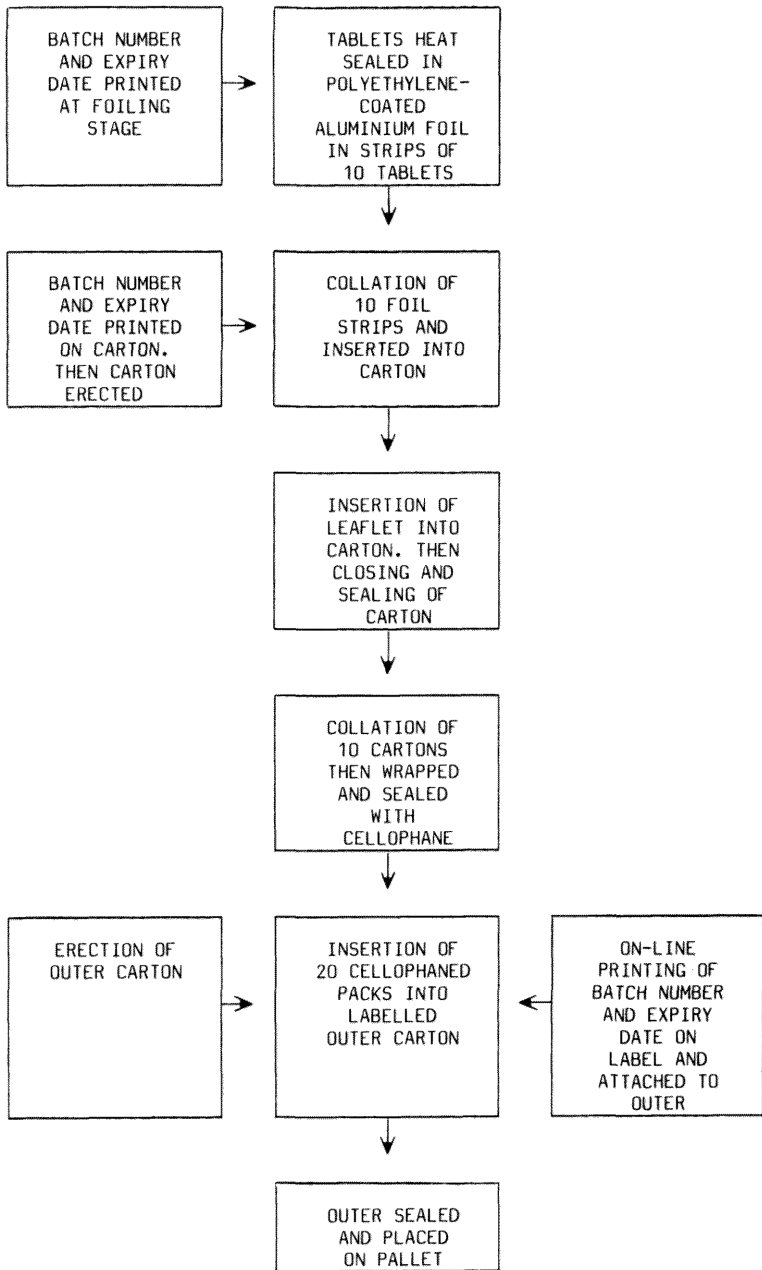 BATCH NUMBER
AND EXPIRY
DATE PRINTED
AT FOILING
STAGE
TABLETS HEAT
SEALED IN
POLYETHYLENE-
COATED
ALUMINIUM FOIL
IN STRIPS OF
10 TABLETS
BATCH NUMBER
AND EXPIRY
DATE PRINTED
ON CARTON.
THEN CARTON
ERECTED
COLLATION OF
10 FOIL
STRIPS AND
INSERTED INTO
CARTON
INSERTION OF
LEAFLET INTO
CARTON. THEN
CLOSING AND
SEALING OF
CARTON
COLLATION OF
10 CARTONS
THEN WRAPPED
AND SEALED
WITH
CELLOPHANE
ERECTION OF
OUTER CARTON
INSERTION OF
20 CELLOPHANED
PACKS INTO
LABELLED
OUTER CARTON
ON-LINE
PRINTING OF
BATCH NUMBER
AND EXPIRY
DATE ON
LABEL AND
ATTACHED TO
OUTER
OUTER SEALED
AND PLACED
ON PALLET